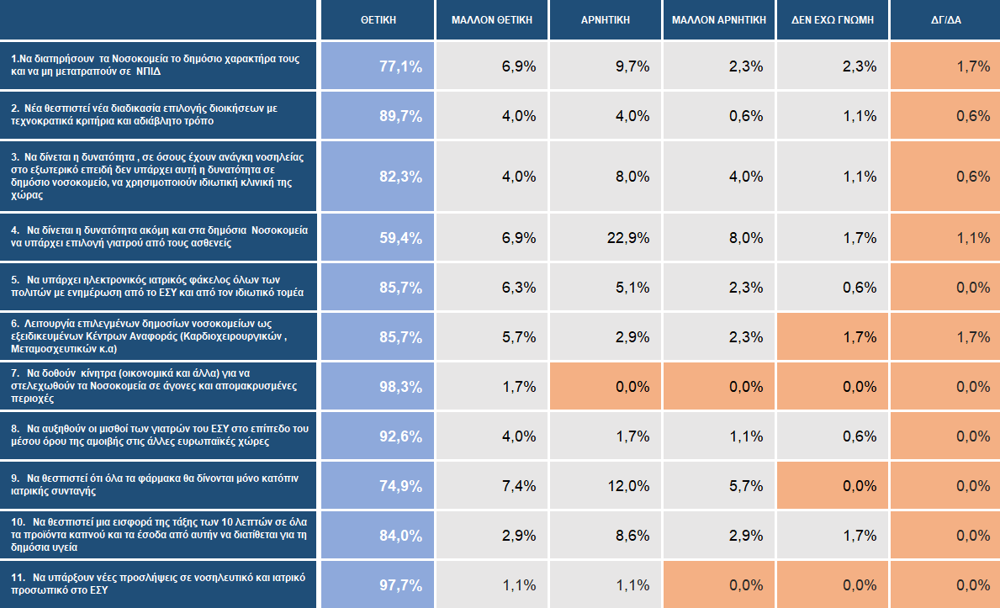 ΘΕΤΙΚΗ ΜΑΛΛΟΝ ΘΕΤΙΚΗ ΑΡΝΗΤΙΚΗ ΜΑΛΛΟΝ ΑΡΝΗΤΙΚΗ ΔΕΝ ΕΧΩ ΓΝΩΜΗ ΔΓ/ΔΑ
1.Να διατηρήσουν τα Νοσοκομεία το δημόσιο χαρακτήρα τους
και να μη μετατραπούν σε ΝΠΙΔ
77,1% 6,9% 9,7% 2,3% 2,3% 1,7%
2. Νέα θεσπιστεί νέα διαδικασία επιλογής διοικήσεων με
τεχνοκρατικά κριτήρια και αδιάβλητο τρόπο
89,7% 4,0% 4,0% 0,6% 1,1% 0,6%
3. Να δίνεται η δυνατότητα , σε όσους έχουν ανάγκη νοσηλείας
στο εξωτερικό επειδή δεν υπάρχει αυτή η δυνατότητα σε
δημόσιο νοσοκομείο, να χρησιμοποιούν ιδιωτική κλινική της
χώρας
82,3% 4,0% 8,0% 4,0% 1,1% 0,6%
4. Να δίνεται η δυνατότητα ακόμη και στα δημόσια Νοσοκομεία
να υπάρχει επιλογή γιατρού από τους ασθενείς
59,4% 6,9% 22,9% 8,0% 1,7% 1,1%
5. Να υπάρχει ηλεκτρονικός ιατρικός φάκελος όλων των
πολιτών με ενημέρωση από το ΕΣΥ και από τον ιδιωτικό τομέα
85,7% 6,3% 5,1% 2,3% 0,6% 0,0%
6. Λειτουργία επιλεγμένων δημοσίων νοσοκομείων ως
εξειδικευμένων Κέντρων Αναφοράς (Καρδιοχειρουργικών ,
Μεταμοσχευτικών κ.α)
85,7% 5,7% 2,9% 2,3% 1,7% 1,7%
7. Να δοθούν κίνητρα (οικονομικά και άλλα) για να
στελεχωθούν τα Νοσοκομεία σε άγονες και απομακρυσμένες
περιοχές
98,3% 1,7% 0,0% 0,0% 0,0% 0,0%
8. Να αυξηθούν οι μισθοί των γιατρών του ΕΣΥ στο επίπεδο του
μέσου όρου της αμοιβής στις άλλες ευρωπαϊκές χώρες
92,6% 4,0% 1,7% 1,1% 0,6% 0,0%
9. Να θεσπιστεί ότι όλα τα φάρμακα θα δίνονται μόνο κατόπιν
ιατρικής συνταγής
74,9% 7,4% 12,0% 5,7% 0,0% 0,0%
10. Να θεσπιστεί μια εισφορά της τάξης των 10 λεπτών σε όλα
τα προϊόντα καπνού και τα έσοδα από αυτήν να διατίθεται για τη
δημόσια υγεία
84,0% 2,9% 8,6% 2,9% 1,7% 0,0%
11. Να υπάρξουν νέες προσλήψεις σε νοσηλευτικό και ιατρικό
προσωπικό στο ΕΣΥ
97,7% 1,1% 1,1% 0,0% 0,0% 0,0%